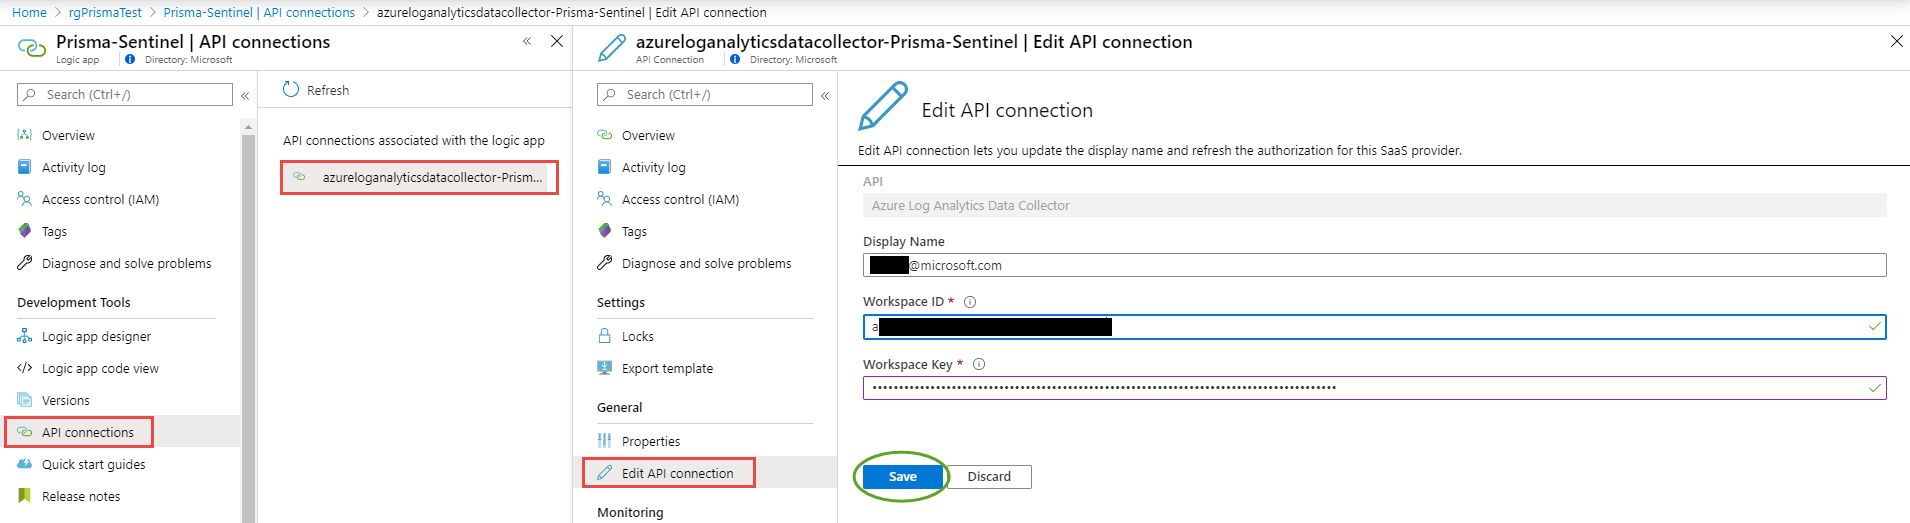 Home > rgPrismaTest > Prisma-Sentinel | API connections > azureloganalyticsdatacollector-Prisma-Sentinel | Edit API connection
Prisma-Sentinel | API connections
Logic app
Directory: Microsoft
Search (Ctrl+/)
Overview
Activity log
Access control (IAM)
Tags
Diagnose and solve problems
Development Tools
Logic app designer
Logic app code view
Versions
API connections
Quick start guides
Release notes
Refresh
API connections associated with the logic app
azureloganalyticsdatacollector-Prism...
azureloganalyticsdatacollector-Prisma-Sentinel | Edit API connection
API Connection
Directory: Microsoft
Search (Ctrl+/)
Overview
Activity log
Access control (IAM)
Tags
Diagnose and solve problems
Settings
Locks
Export template
General
Properties
Edit API connection
Monitoring
Edit API connection
Edit API connection lets you update the display name and refresh the authorization for this SaaS provider.
API
Azure Log Analytics Data Collector
Display Name
@microsoft.com
Workspace ID *
a
Workspace Key *
Save
Discard